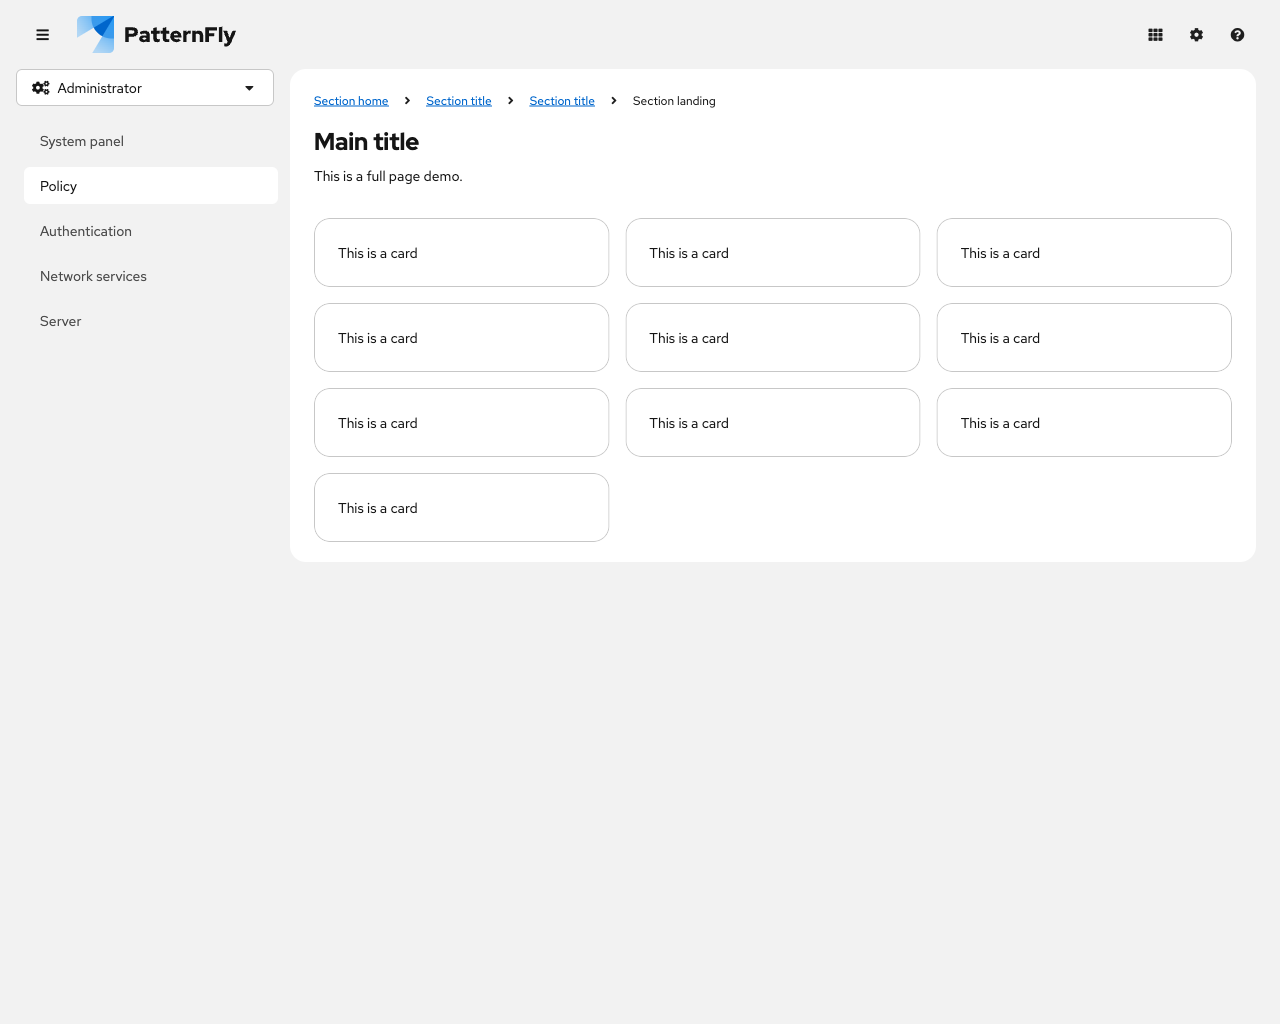 PatternFly
Administrator
System panel
Policy
Authentication
Network services
Server
Section home
Section title
Section title
Section landing
Main title
This is a full page demo.
This is a card
This is a card
This is a card
This is a card
This is a card
This is a card
This is a card
This is a card
This is a card
This is a card